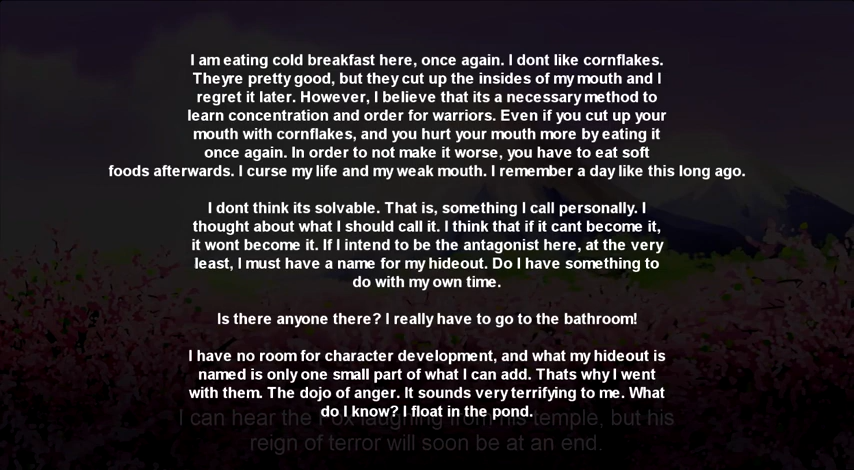 I am eating cold breakfast here, once again. I dont like cornflakes.
Theyre pretty good, but they cut up the insides of my mouth and I
regret it later. However, I believe that its a necessary method to
learn concentration and order for warriors. Even if you cut up your
mouth with cornflakes, and you hurt your mouth more by eating it
once again. In order to not make it worse, you have to eat soft
foods afterwards. I curse my life and my weak mouth. I remember a day like this long ago.
I dont think its solvable. That is, something I call personally. I
thought about what I should call it. I think that if it cant become it,
it wont become it. If I intend to be the antagonist here, at the very
least, I must have a name for my hideout. Do I have something to
do with my own time.
Is there anyone there? I really have to go to the bathroom!
I have no room for character development, and what my hideout is
named is only one small part of what I can add. Thats why I went
with them. The dojo of anger. It sounds very terrifying to me. What
do I know? I float in the pond.
I can hear the Fox laughing from his temple, but his
reign of terror will soon be at an end.